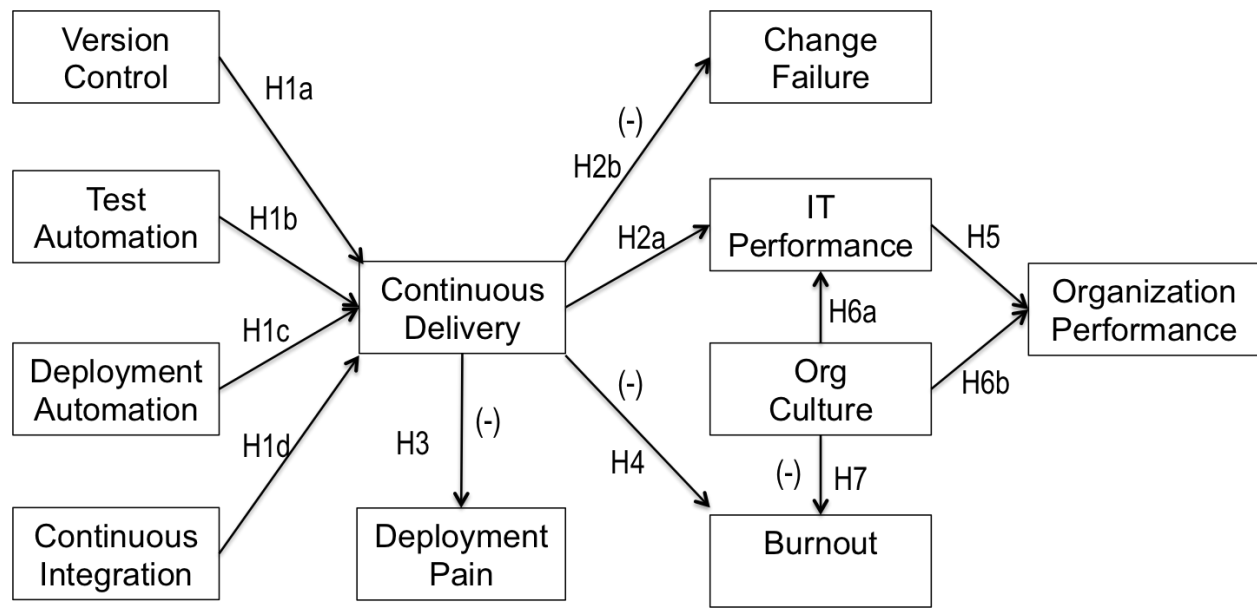 Version
Control
H1a
Test
Automation
H1b
Deployment
Automation
H1c
Continuous
Integration
H1d
Continuous
Delivery
H2b
(-)
Change
Failure
H2a
IT
Performance
H3
(-)
Deployment
Pain
H4
(-)
Burnout
H5
Organization
Performance
H6a
Org
Culture
H6b
(-)
H7